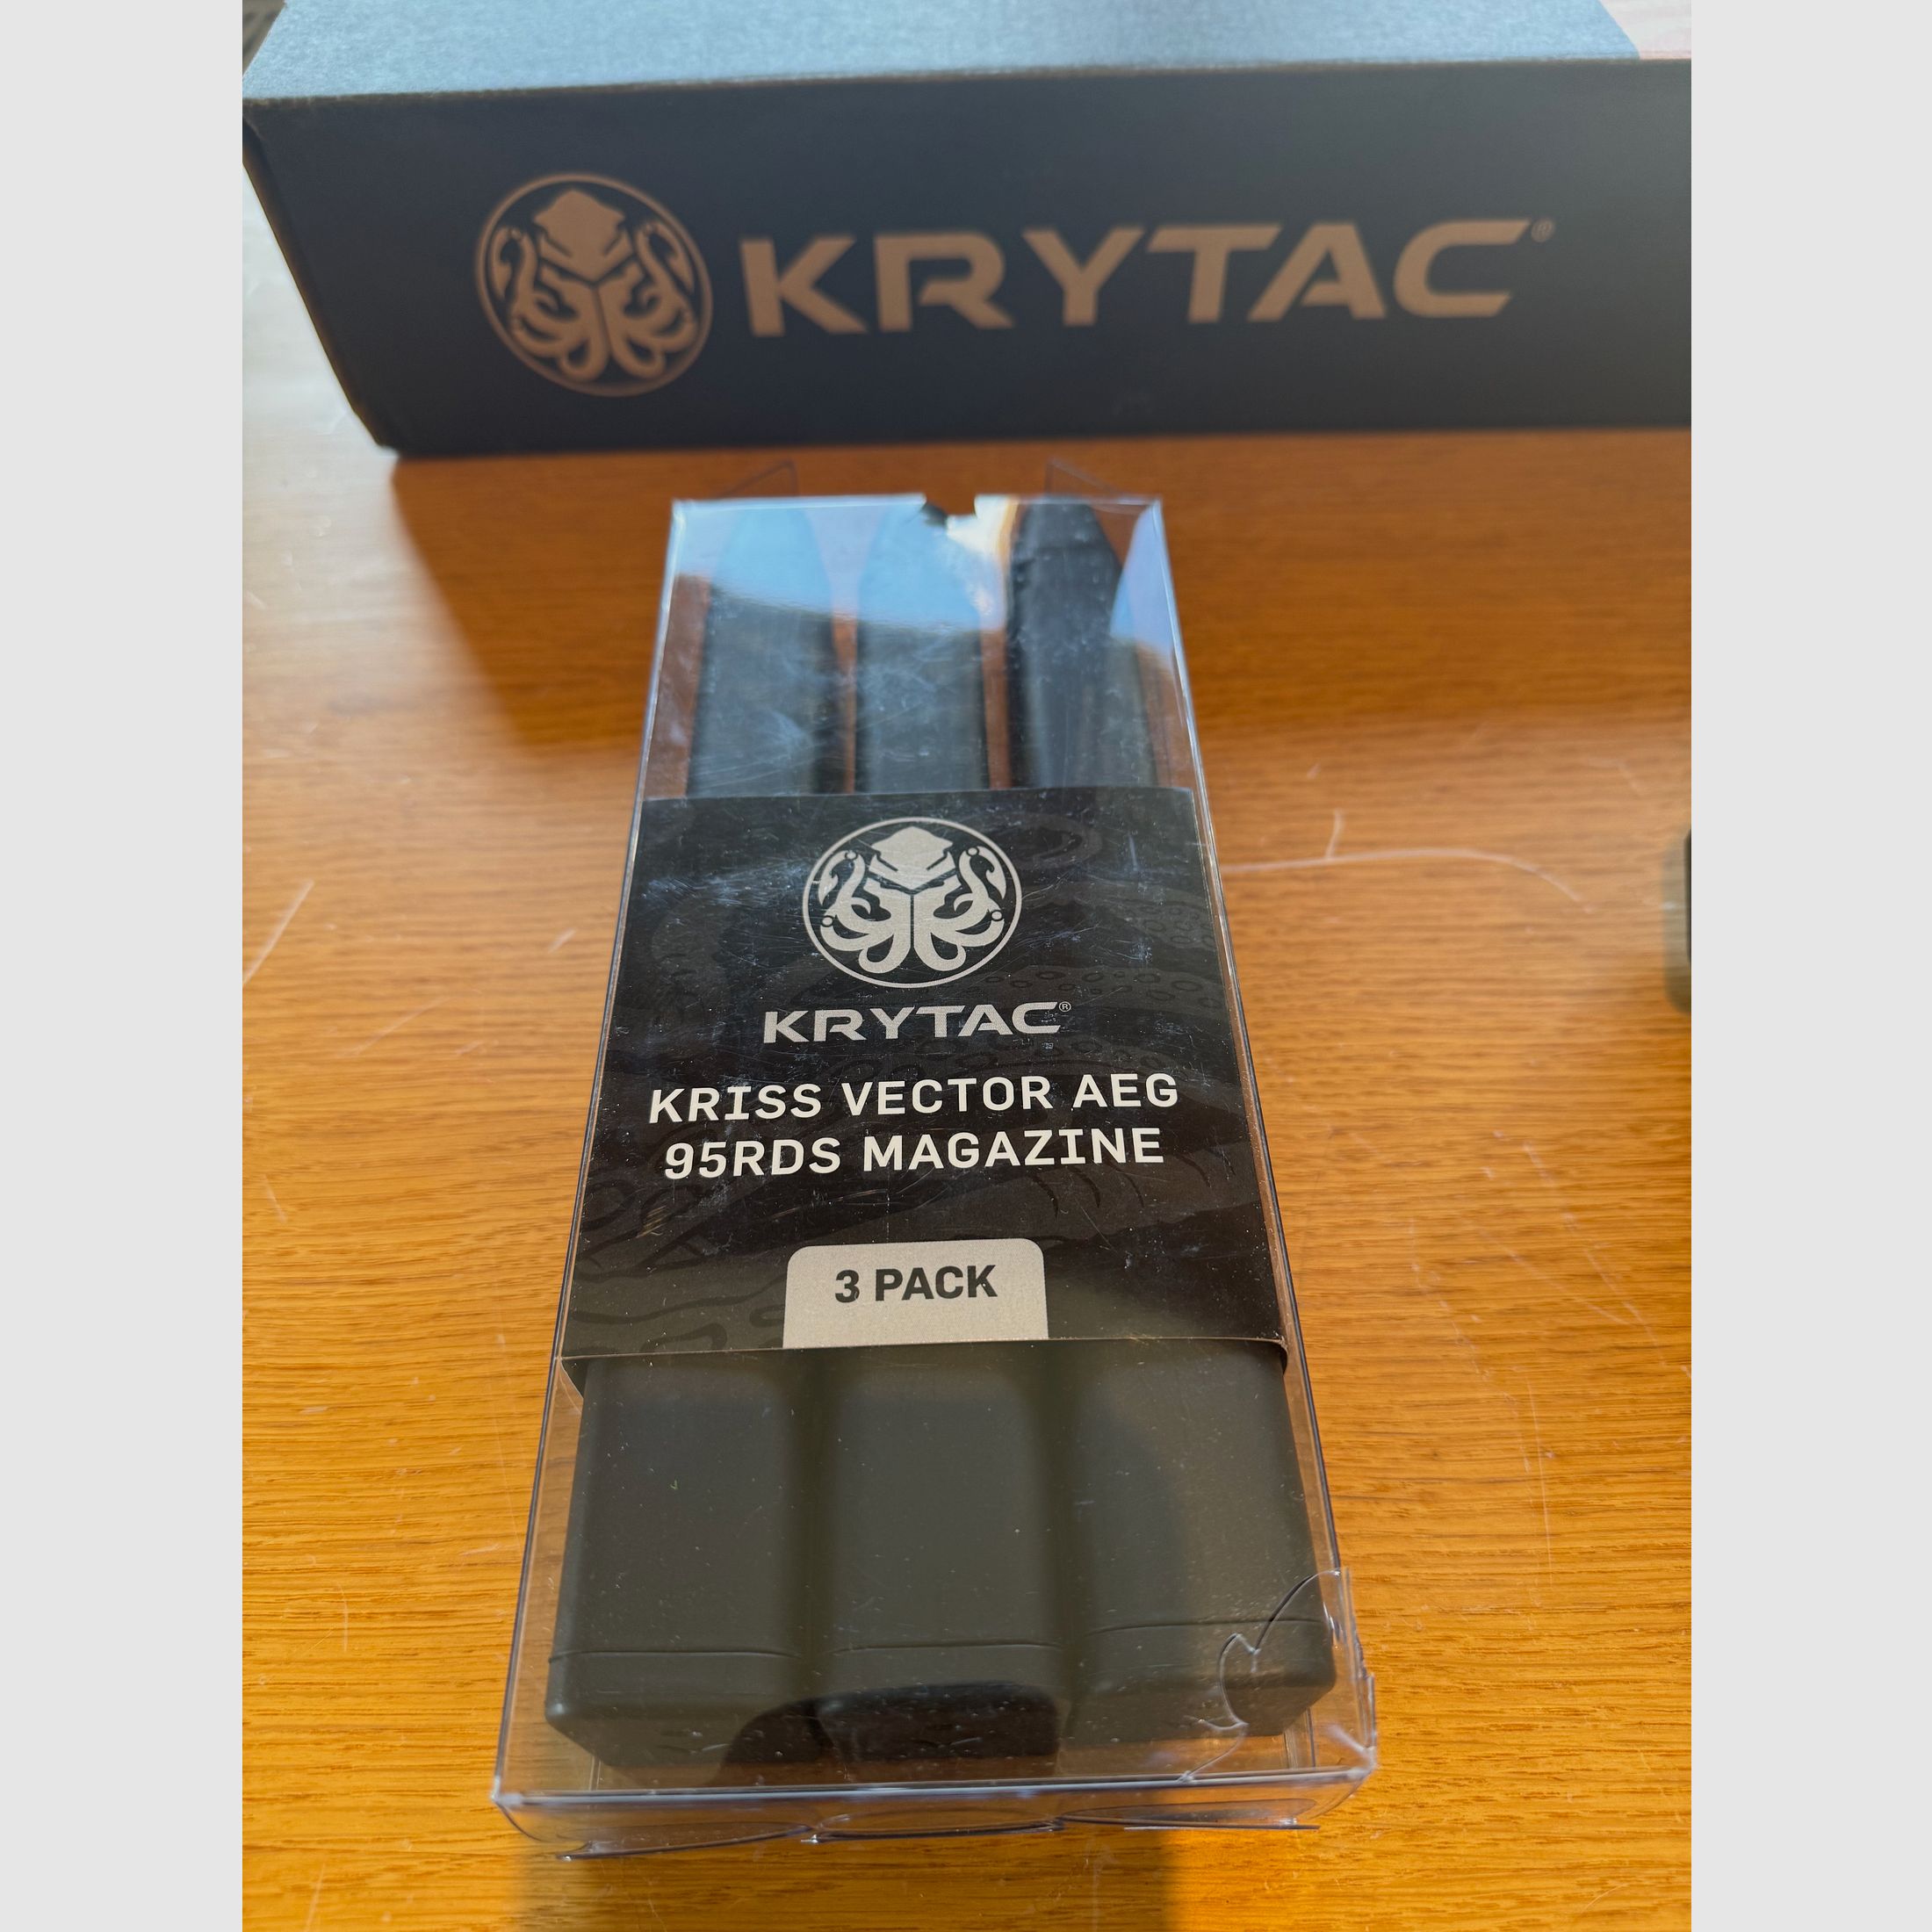 KRYTAC®
KRYTAC®
KRISS VECTOR AEG
95RDS MAGAZINE
3 PACK